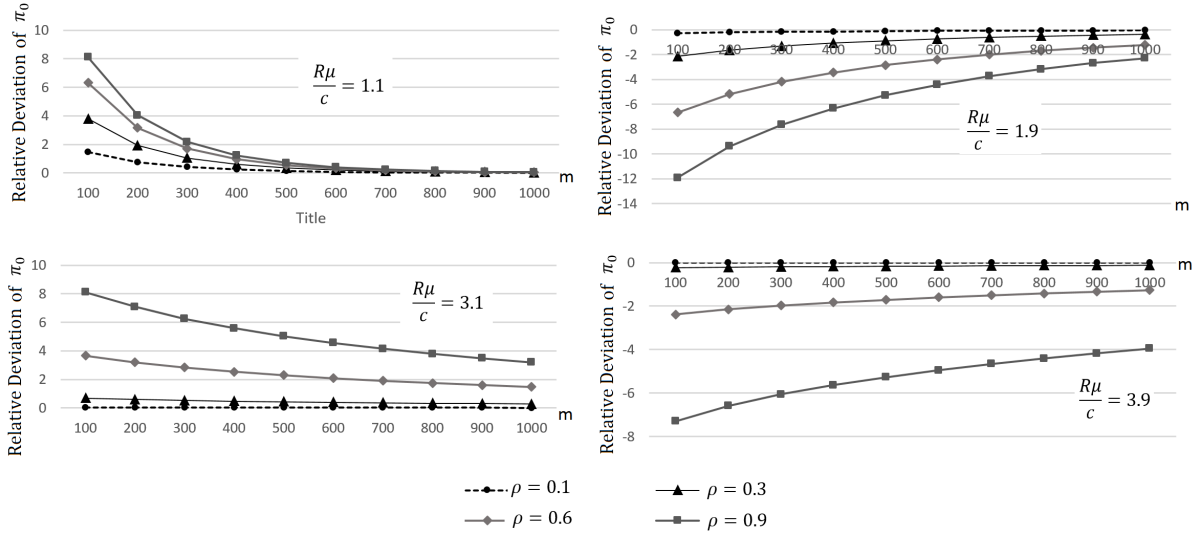 Relative Deviation of π₀
10
8
6
4
2
0
Rμ/c = 1.1
100 200 300 400 500 600 700 800 900 1000
m
Title
Relative Deviation of π₀
0
-2
-4
-6
-8
-10
-12
-14
100 200 300 400 500 600 700 800 900 1000
Rμ/c = 1.9
m
Relative Deviation of π₀
10
8
6
4
2
0
Rμ/c = 3.1
100 200 300 400 500 600 700 800 900 1000
m
Relative Deviation of π₀
0
-2
-4
-6
-8
m
100 200 300 400 500 600 700 800 900 1000
Rμ/c = 3.9
ρ = 0.1 ρ = 0.3
ρ = 0.6 ρ = 0.9